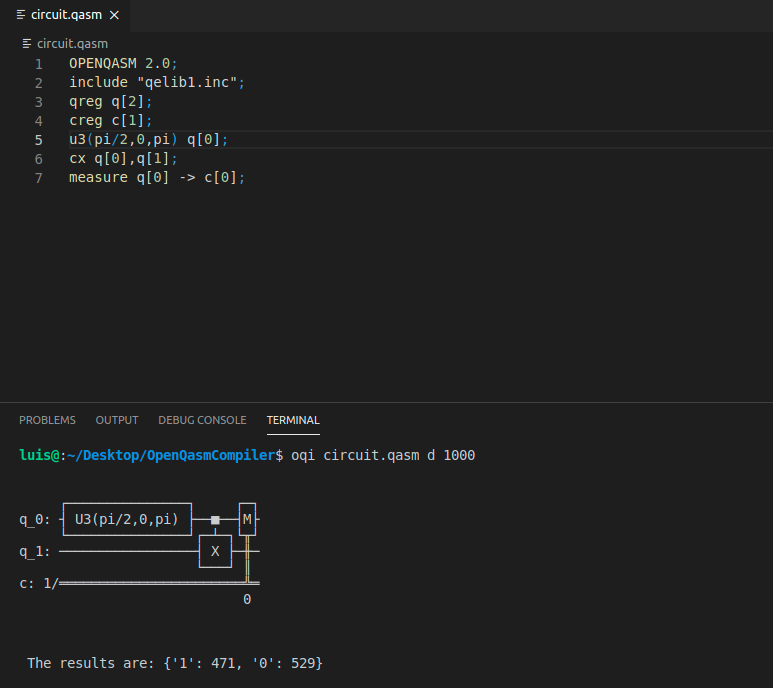 circuit.qasm
circuit.qasm
1 OPENQASM 2.0;
2 include "qelib1.inc";
3 qreg q[2];
4 creg c[1];
5 u3(pi/2,0,pi) q[0];
6 cx q[0],q[1];
7 measure q[0] -> c[0];
PROBLEMS OUTPUT DEBUG CONSOLE TERMINAL
luis@:~/Desktop/OpenQasmCompiler$ oqi circuit.qasm d 1000
q_0: U3(pi/2,0,pi) M
q_1: X
c: 1/
0
The results are: {'1': 471, '0': 529}